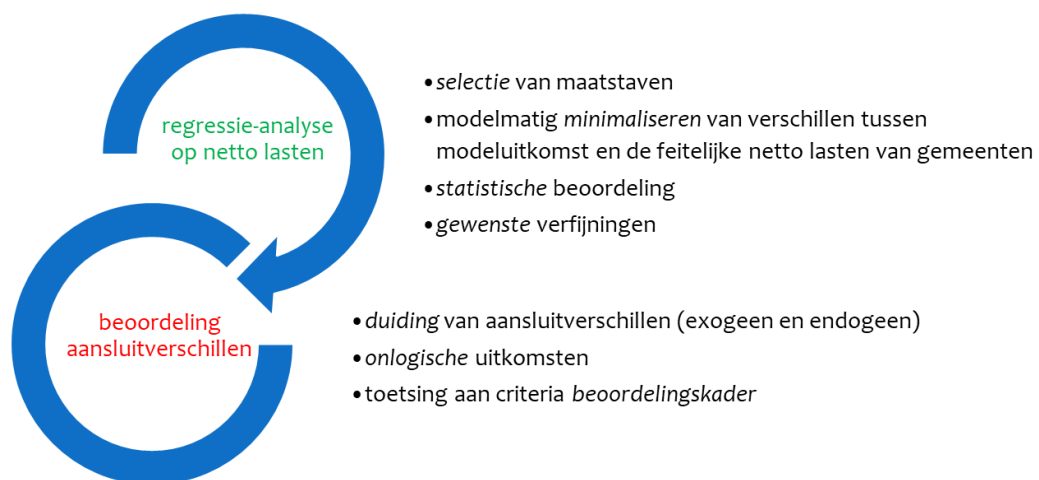 regressie-analyse
op netto lasten
•selectie van maatstaven
•modelmatig minimaliseren van verschillen tussen
modeluitkomst en de feitelijke netto lasten van gemeenten
•statistische beoordeling
•gewenste verfijningen
beoordeling
aansluitverschillen
•duiding van aansluitverschillen (exogeen en endogeen)
•onlogische uitkomsten
•toetsing aan criteria beoordelingskader